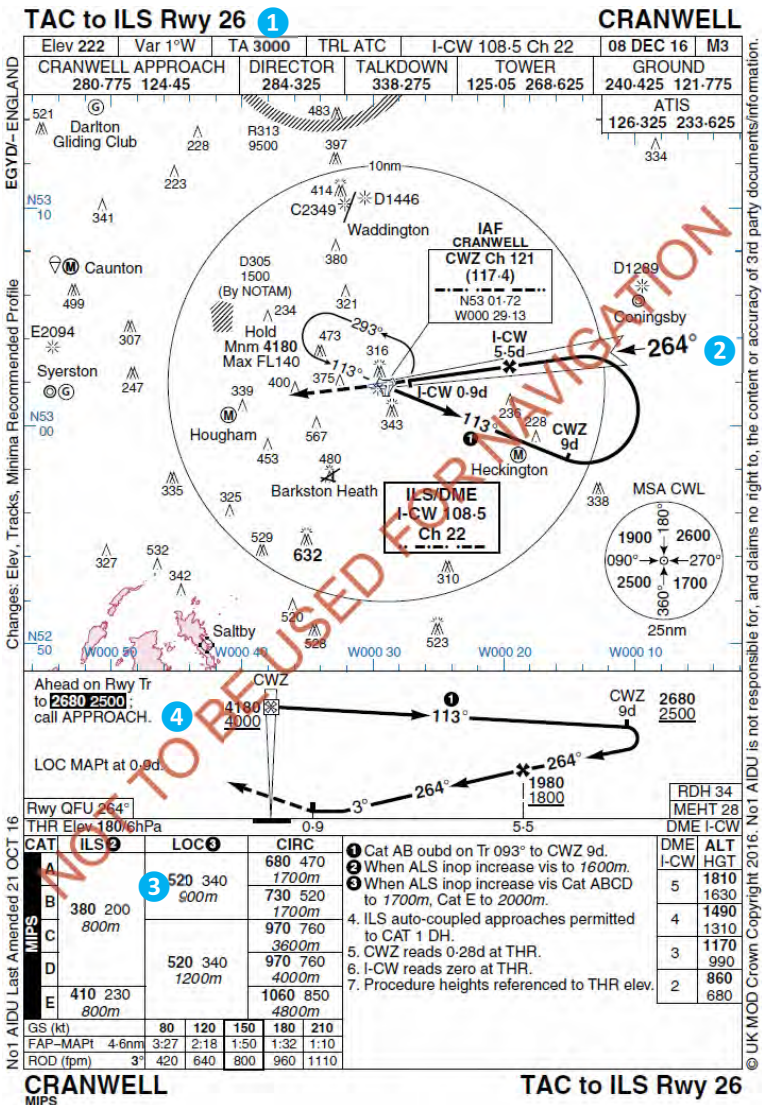 TAC to ILS Rwy 26 1 CRANWELL
Elev 222 Var 1°W TA 3000 TRL ATC I-CW 108·5 Ch 22 08 DEC 16 M3
CRANWELL APPROACH DIRECTOR TALKDOWN TOWER GROUND
280·775 124·45 284·325 338·275 125·05 268·625 240·425 121·775
ATIS
126·325 233·625
EGYD/– ENGLAND
Changes: Elev, Tracks, Minima Recommended Profile
No1 AIDU Last Amended 21 OCT 16
© UK MOD Crown Copyright 2016. No1 AIDU is not responsible for, and claims no right to, the content or accuracy of 3rd party documents/information.
521
G
Darlton
Gliding Club
228
223
R313
9500
483
397
334
10nm
N53
10
341
414
C2349
D1446
Waddington
380
IAF
CRANWELL
CWZ Ch 121
(117·4)
N53 01·72
W000 29·13
M Caunton
499
D305
1500
(By NOTAM)
321
D1289
Coningsby
E2094
307
234
Hold
Mnm 4180
Max FL140
293°
113°
473
316
I-CW
5·5d
264°
2
Syerston
G
247
400
375
339
I-CW 0·9d
N53
00
M
Hougham
567
343
113°
1
236
228
CWZ
9d
M
Heckington
453
480
Barkston Heath
335
325
ILS/DME
I-CW 108·5
Ch 22
338
MSA CWL
180°
1900 2600
090° 270°
2500 1700
360°
25nm
327
532
529
632
342
310
520
528
523
Saltby
N52
50
W000 50 W000 40 W000 30 W000 20 W000 10
NOT TO BE USED FOR NAVIGATION
Ahead on Rwy Tr
to 2680 2500 ;
call APPROACH.
4
CWZ
4180
4000
1
113°
CWZ
9d
2680
2500
LOC MAPt at 0·9d.
264°
264°
3°
1980
1800
RDH 34
MEHT 28
Rwy QFU 264°
THR Elev 180/6hPa 0·9 5·5 DME I-CW
CAT ILS 2 LOC 3 CIRC
MIPS
A
B
C
D
E
380 200
800m
410 230
800m
520 340
900m
3
520 340
1200m
680 470
1700m
730 520
1700m
970 760
3600m
970 760
4000m
1060 850
4800m
1 Cat AB oubd on Tr 093° to CWZ 9d.
2 When ALS inop increase vis to 1600m.
3 When ALS inop increase vis Cat ABCD
to 1700m, Cat E to 2000m.
4. ILS auto-coupled approaches permitted
to CAT 1 DH.
5. CWZ reads 0·28d at THR.
6. I-CW reads zero at THR.
7. Procedure heights referenced to THR elev.
DME ALT
I-CW HGT
5 1810
1630
4 1490
1310
3 1170
990
2 860
680
GS (kt) 80 120 150 180 210
FAP–MAPt 4·6nm 3:27 2:18 1:50 1:32 1:10
ROD (fpm) 3° 420 640 800 960 1110
CRANWELL TAC to ILS Rwy 26
MIPS